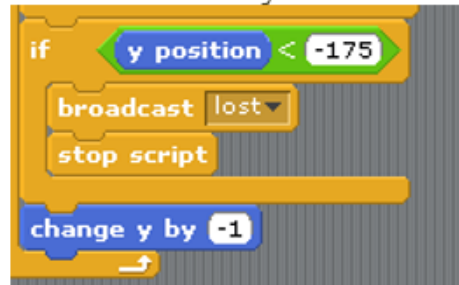 if y position < -175
broadcast lost
stop script
change y by -1